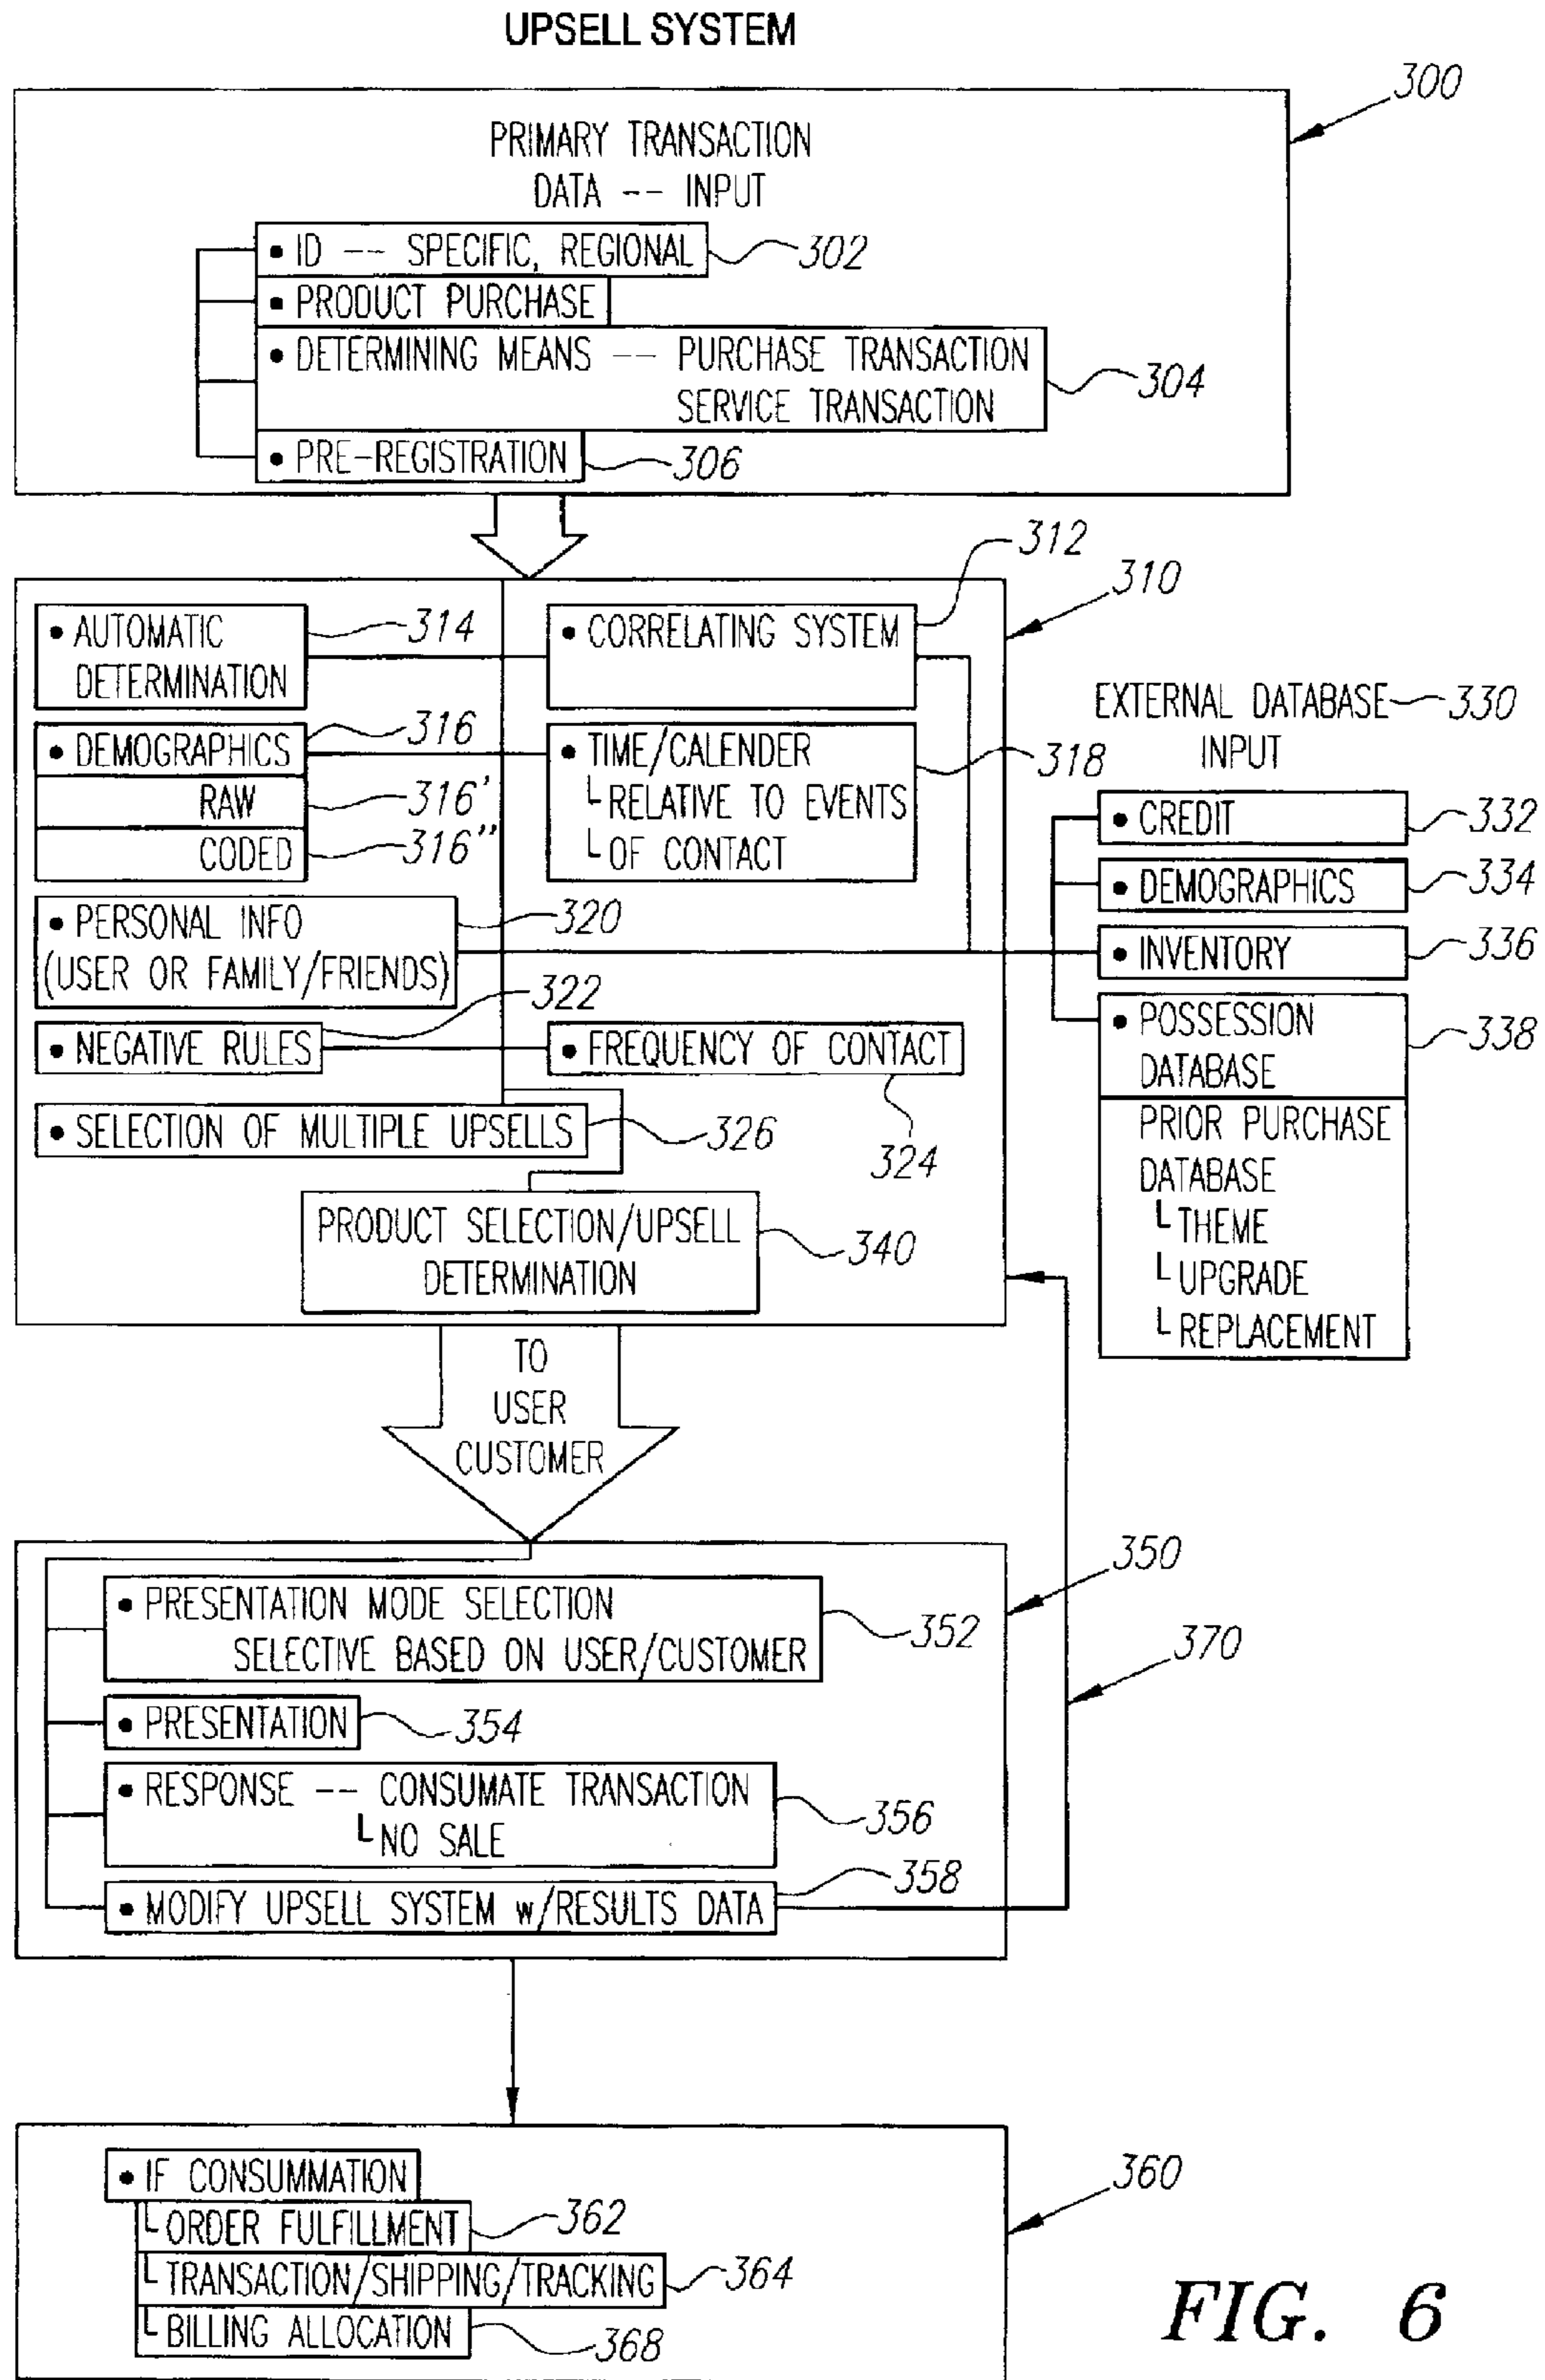 UPSELL SYSTEM
300
PRIMARY TRANSACTION
DATA -- INPUT
• ID -- SPECIFIC, REGIONAL 302
• PRODUCT PURCHASE
• DETERMINING MEANS -- PURCHASE TRANSACTION
SERVICE TRANSACTION 304
• PRE-REGISTRATION 306
312
310
• AUTOMATIC DETERMINATION 314
• CORRELATING SYSTEM
• DEMOGRAPHICS 316
RAW 316'
CODED 316"
• TIME/CALENDER 318
└ RELATIVE TO EVENTS
└ OF CONTACT
• PERSONAL INFO 320
(USER OR FAMILY/FRIENDS)
322
• NEGATIVE RULES
• FREQUENCY OF CONTACT
324
• SELECTION OF MULTIPLE UPSELLS 326
PRODUCT SELECTION/UPSELL
DETERMINATION 340
EXTERNAL DATABASE 330
INPUT
• CREDIT 332
• DEMOGRAPHICS 334
• INVENTORY 336
• POSSESSION 338
DATABASE
PRIOR PURCHASE
DATABASE
└ THEME
└ UPGRADE
└ REPLACEMENT
TO
USER
CUSTOMER
350
• PRESENTATION MODE SELECTION
SELECTIVE BASED ON USER/CUSTOMER 352
370
• PRESENTATION 354
• RESPONSE -- CONSUMATE TRANSACTION
└ NO SALE 356
358
• MODIFY UPSELL SYSTEM w/RESULTS DATA
360
• IF CONSUMMATION
└ ORDER FULFILLMENT 362
└ TRANSACTION/SHIPPING/TRACKING 364
└ BILLING ALLOCATION 368
FIG. 6